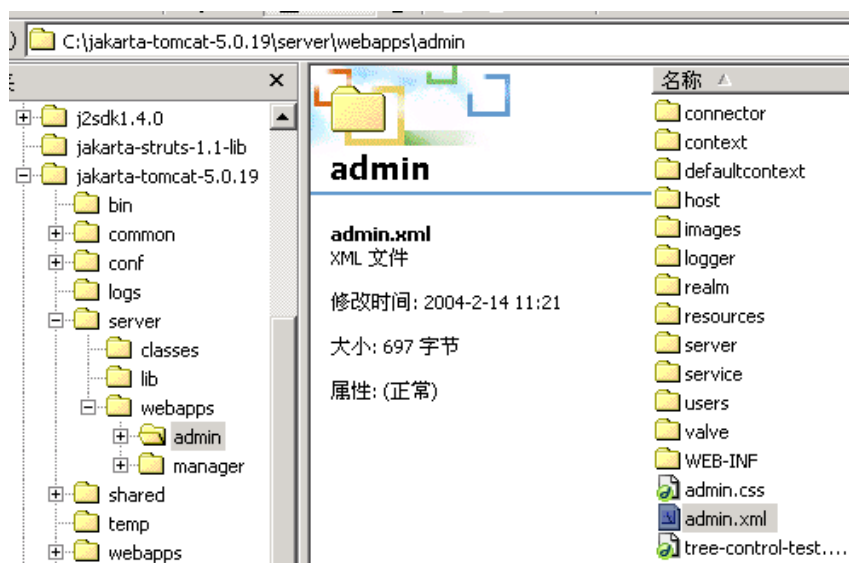 C:\jakarta-tomcat-5.0.19\server\webapps\admin
j2sdk1.4.0
jakarta-struts-1.1-lib
jakarta-tomcat-5.0.19
bin
common
conf
logs
server
classes
lib
webapps
admin
manager
shared
temp
webapps
admin
admin.xml
XML 文件
修改时间: 2004-2-14 11:21
大小: 697 字节
属性: (正常)
名称
connector
context
defaultcontext
host
images
logger
realm
resources
server
service
users
valve
WEB-INF
admin.css
admin.xml
tree-control-test....